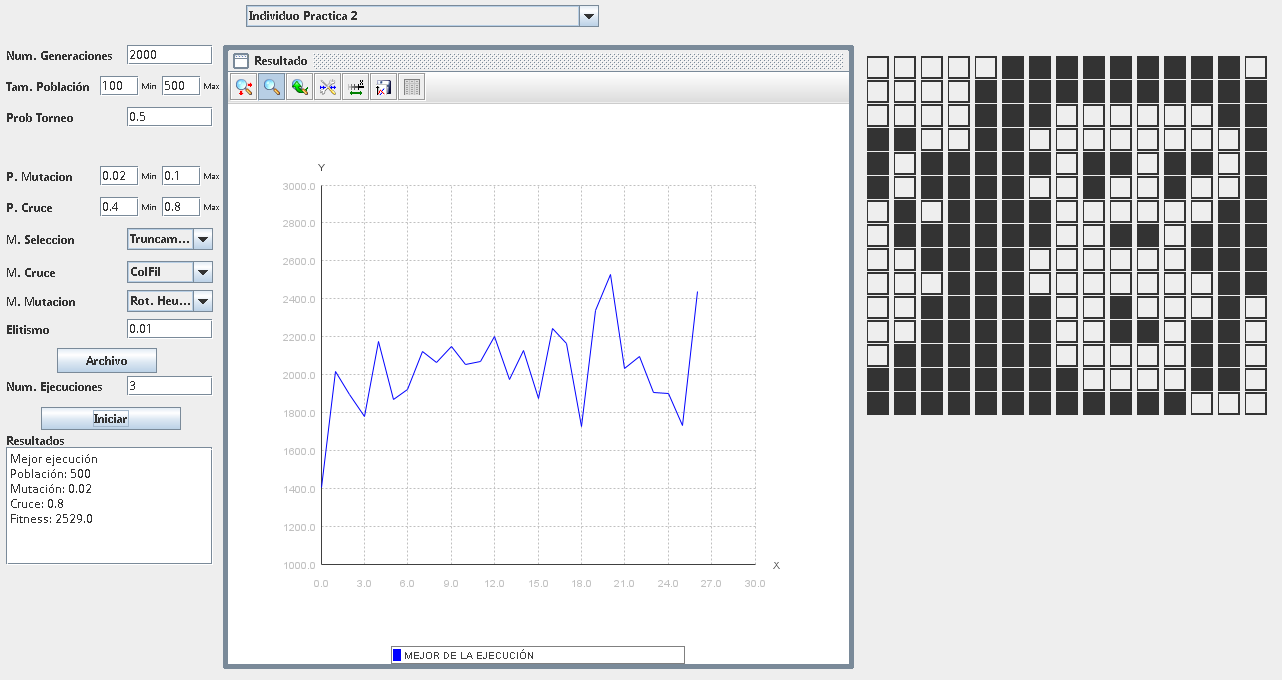 Individuo Practica 2
Num. Generaciones 2000
Tam. Población 100 Min 500 Max
Prob Torneo 0.5
P. Mutacion 0.02 Min 0.1 Max
P. Cruce 0.4 Min 0.8 Max
M. Seleccion Truncam...
M. Cruce ColFil
M. Mutacion Rot. Heu...
Elitismo 0.01
Archivo
Num. Ejecuciones 3
Iniciar
Resultados
Mejor ejecución
Población: 500
Mutación: 0.02
Cruce: 0.8
Fitness: 2529.0
Resultado
Y
3000.0
2800.0
2600.0
2400.0
2200.0
2000.0
1800.0
1600.0
1400.0
1200.0
1000.0
X
0.0 3.0 6.0 9.0 12.0 15.0 18.0 21.0 24.0 27.0 30.0
MEJOR DE LA EJECUCIÓN